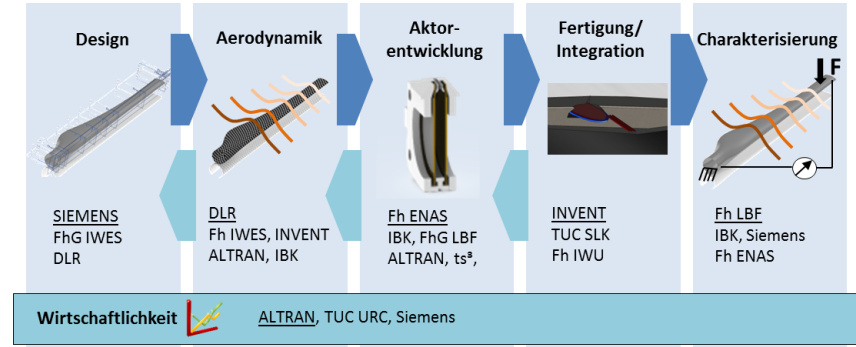 Design
SIEMENS
FhG IWES
DLR
Aerodynamik
DLR
Fh IWES, INVENT
ALTRAN, IBK
Aktor-
entwicklung
Fh ENAS
IBK, FhG LBF
ALTRAN, ts³,
Fertigung/
Integration
INVENT
TUC SLK
Fh IWU
Charakterisierung
F
Fh LBF
IBK, Siemens
Fh ENAS
Wirtschaftlichkeit
ALTRAN, TUC URC, Siemens